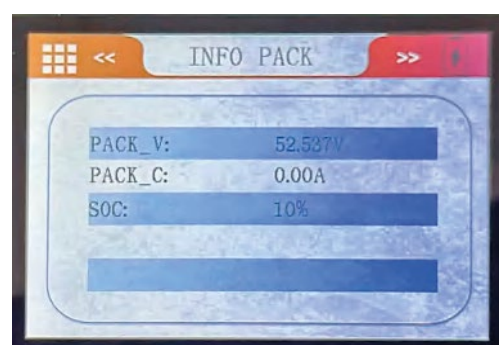 << INFO PACK >>
PACK_V: 52.537V
PACK_C: 0.00A
SOC: 10%